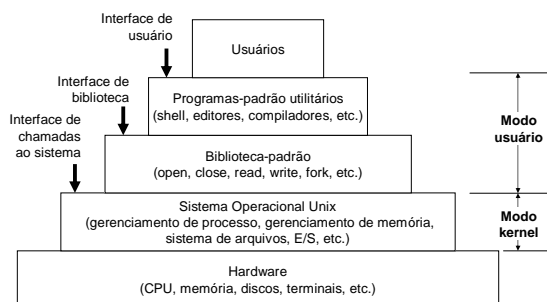 Interface de
usuário
Usuários
Interface de
biblioteca
Programas-padrão utilitários
(shell, editores, compiladores, etc.)
Interface de
chamadas
ao sistema
Modo
usuário
Biblioteca-padrão
(open, close, read, write, fork, etc.)
Sistema Operacional Unix
(gerenciamento de processo, gerenciamento de memória,
sistema de arquivos, E/S, etc.)
Modo
kernel
Hardware
(CPU, memória, discos, terminais, etc.)